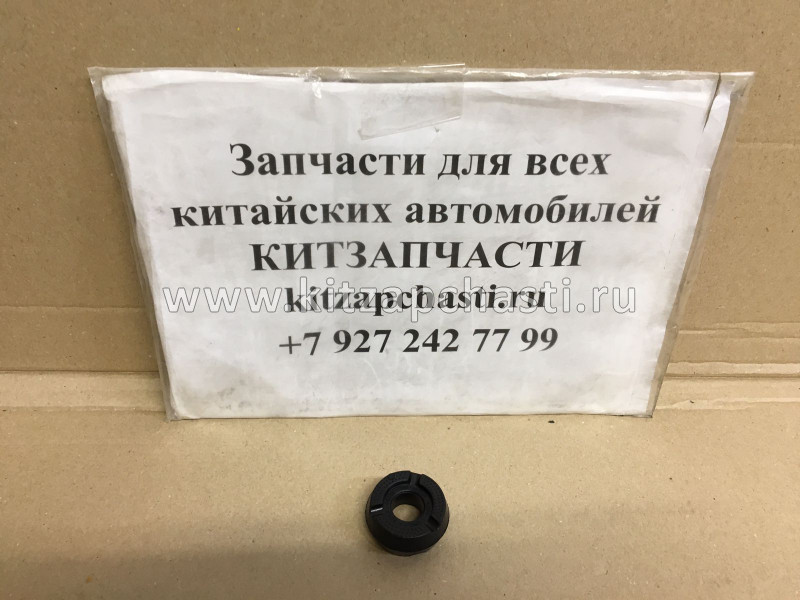 Запчасти для всех
китайских автомобилей
КИТЗАПЧАСТИ
kitzapchasti.ru
www.kitzapchasti.ru
+7 927 242 77 99